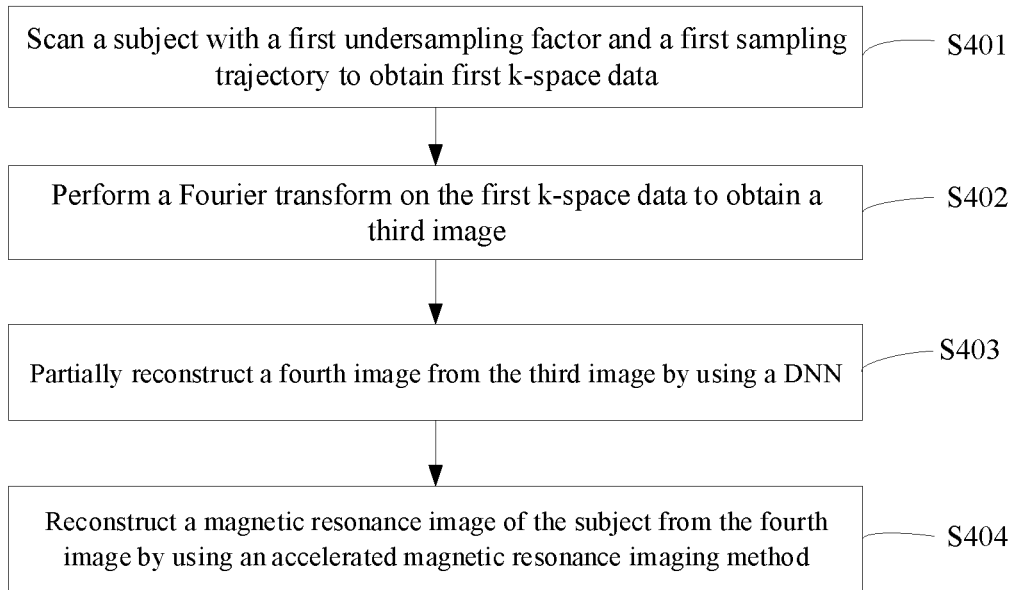 Scan a subject with a first undersampling factor and a first sampling
trajectory to obtain first k-space data
S401
Perform a Fourier transform on the first k-space data to obtain a
third image
S402
Partially reconstruct a fourth image from the third image by using a DNN
S403
Reconstruct a magnetic resonance image of the subject from the fourth
image by using an accelerated magnetic resonance imaging method
S404